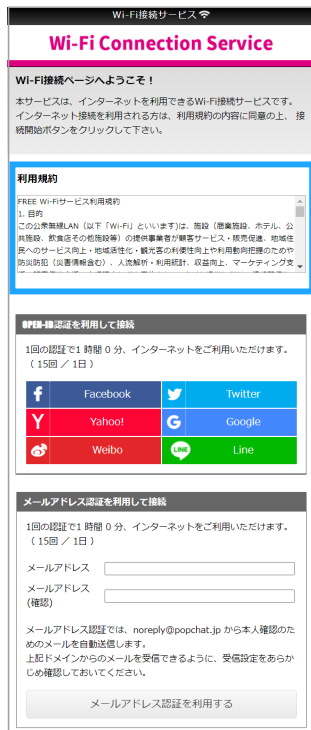 Wi-Fi接続サービス
Wi-Fi Connection Service
Wi-Fi接続ページへようこそ！
本サービスは、インターネットを利用できるWi-Fi接続サービスです。
インターネット接続を利用される方は、利用規約の内容に同意の上、 接
続開始ボタンをクリックして下さい。
利用規約
FREE Wi-Fiサービス利用規約
1. 目的
この公衆無線LAN（以下「Wi-Fi」といいます)は、施設（商業施設、ホテル、公
共施設、飲食店その他施設等）の提供事業者が顧客サービス・販売促進、地域住
民へのサービス向上・地域活性化・観光客の利便性向上や利用動向把握のためや
防災防犯（災害情報含む）、人流解析・利用統計、収益向上、マーケティング支
OPEN-ID認証を利用して接続
1回の認証で1 時間 0 分、インターネットをご利用いただけます。
（ 15回 ／ 1日 ）
Facebook
Twitter
Yahoo!
Google
Weibo
LINE
Line
メールアドレス認証を利用して接続
1回の認証で1 時間 0 分、インターネットをご利用いただけます。
（ 15回 ／ 1日 ）
メールアドレス
メールアドレス
(確認)
メールアドレス認証では、noreply@popchat.jp から本人確認のた
めのメールを自動送信します。
上記ドメインからのメールを受信できるように、受信設定をあらか
じめ確認しておいてください。
メールアドレス認証を利用する